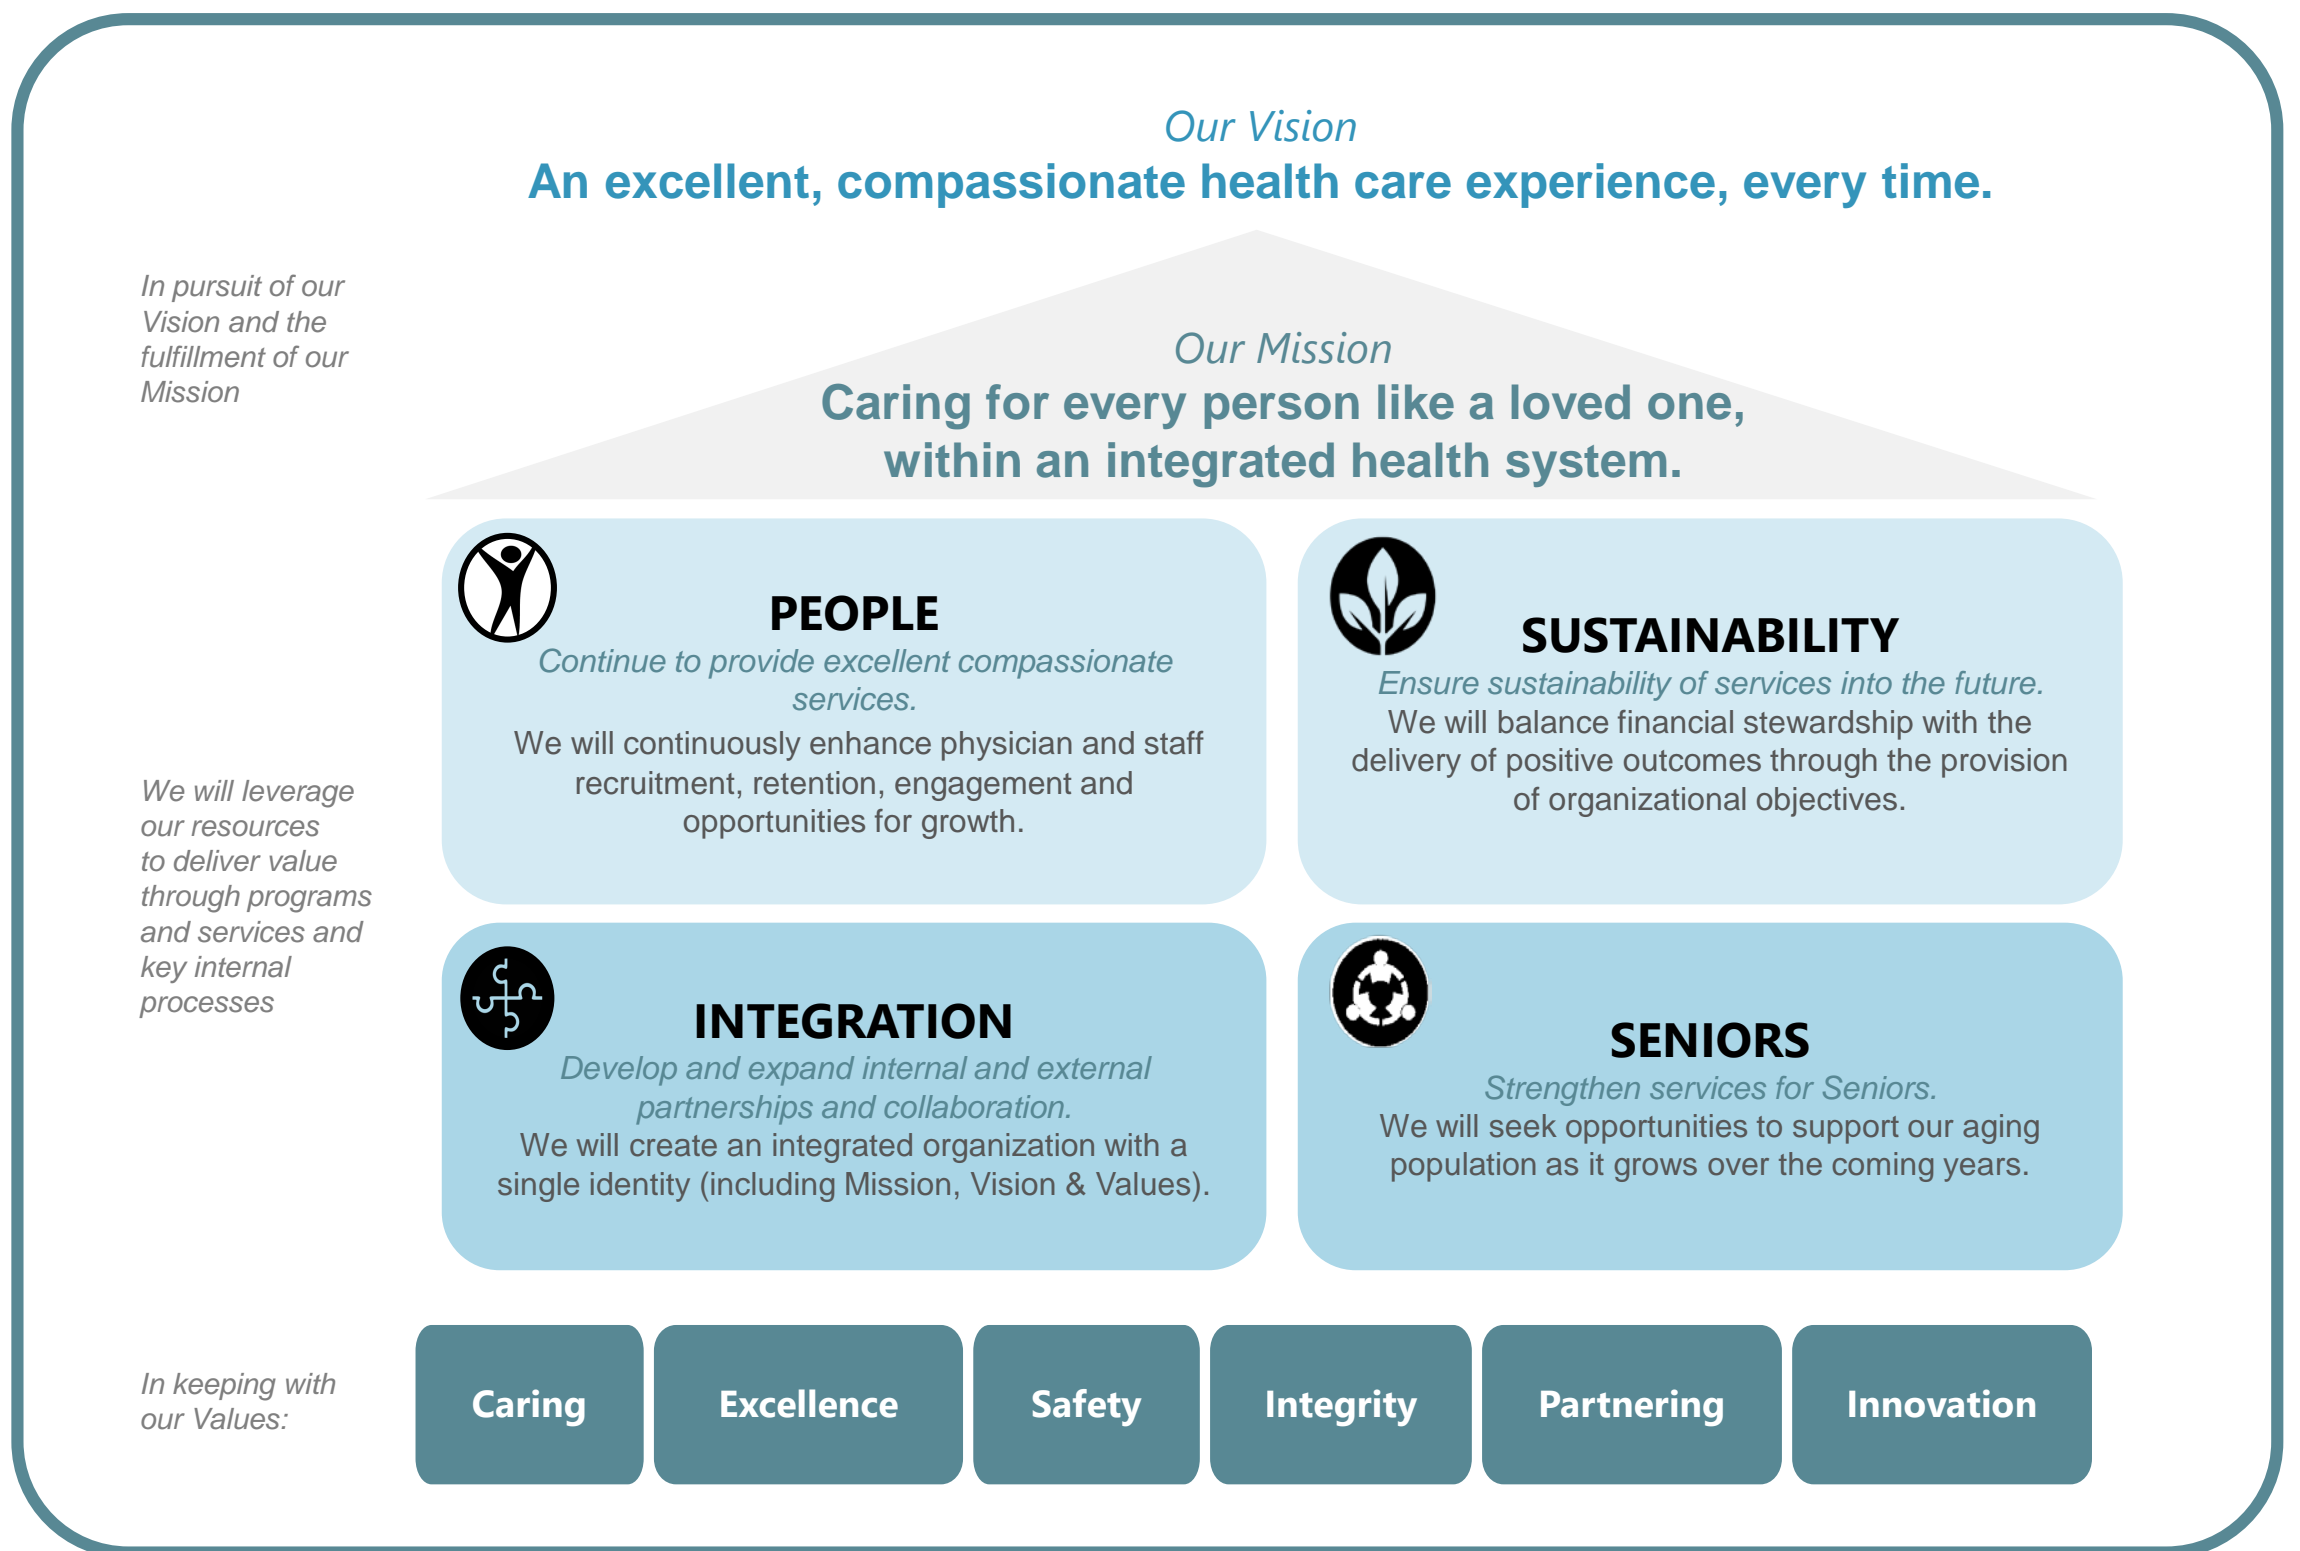 Our Vision
An excellent, compassionate health care experience, every time.
In pursuit of our
Vision and the
fulfillment of our
Mission
Our Mission
Caring for every person like a loved one,
within an integrated health system.
We will leverage
our resources
to deliver value
through programs
and services and
key internal
processes
PEOPLE
Continue to provide excellent compassionate
services.
We will continuously enhance physician and staff
recruitment, retention, engagement and
opportunities for growth.
SUSTAINABILITY
Ensure sustainability of services into the future.
We will balance financial stewardship with the
delivery of positive outcomes through the provision
of organizational objectives.
INTEGRATION
Develop and expand internal and external
partnerships and collaboration.
We will create an integrated organization with a
single identity (including Mission, Vision & Values).
SENIORS
Strengthen services for Seniors.
We will seek opportunities to support our aging
population as it grows over the coming years.
In keeping with
our Values:
Caring
Excellence
Safety
Integrity
Partnering
Innovation